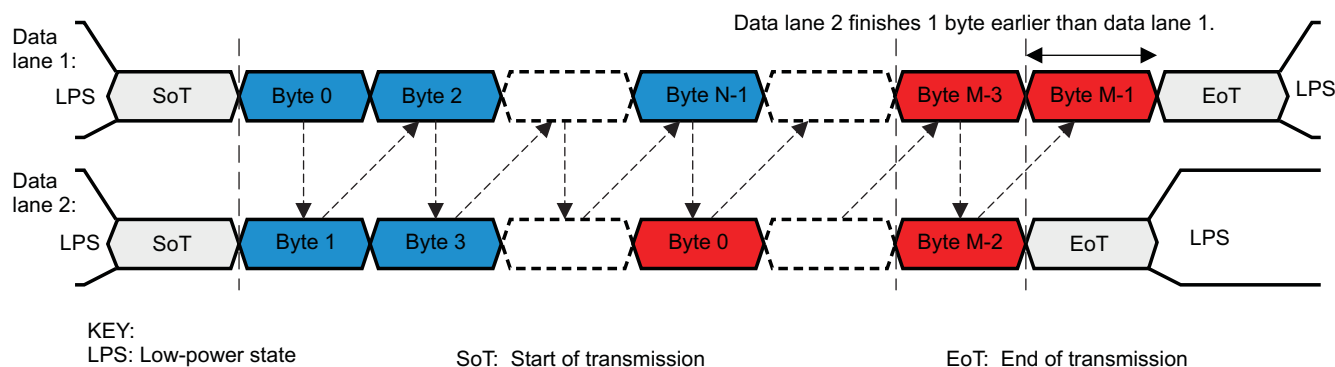 Data lane 2 finishes 1 byte earlier than data lane 1.
Data
lane 1:
LPS
SoT
Byte 0
Byte 2
Byte N-1
Byte M-3
Byte M-1
EoT
LPS
Data
lane 2:
LPS
SoT
Byte 1
Byte 3
Byte 0
Byte M-2
EoT
LPS
KEY:
LPS: Low-power state
SoT: Start of transmission
EoT: End of transmission